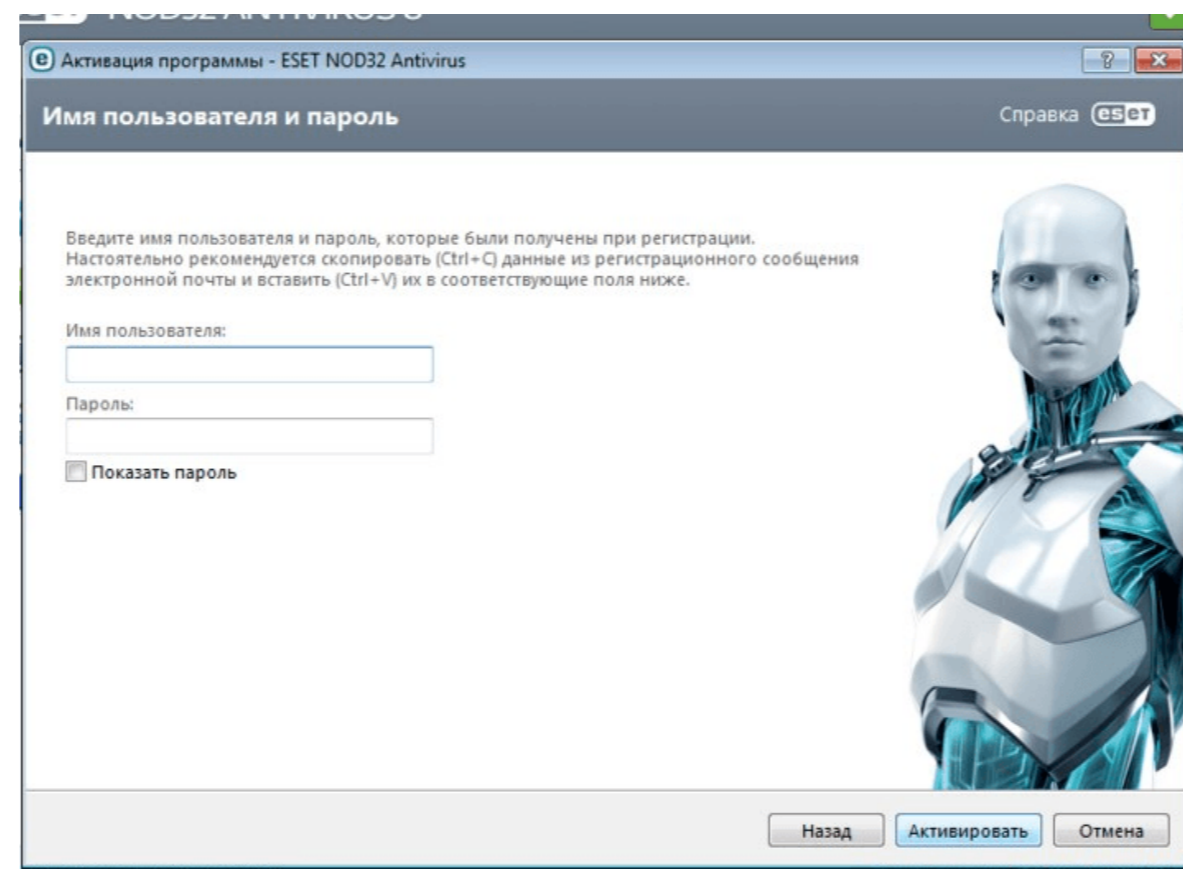 NOD32 ANTIVIRUS
Активация программы - ESET NOD32 Antivirus
Имя пользователя и пароль
Справка eset
Введите имя пользователя и пароль, которые были получены при регистрации.
Настоятельно рекомендуется скопировать (Ctrl+C) данные из регистрационного сообщения
электронной почты и вставить (Ctrl+V) их в соответствующие поля ниже.
Имя пользователя:
Пароль:
Показать пароль
Назад Активировать Отмена